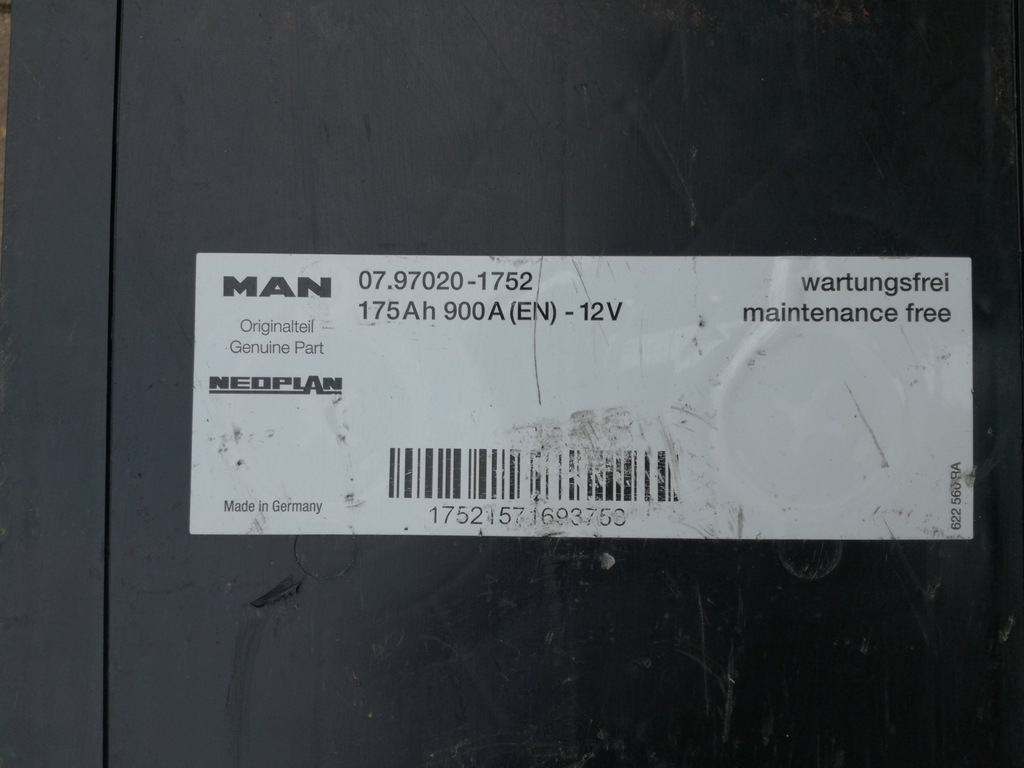 MAN
Originalteil
Genuine Part
NEOPLAN
Made in Germany
07.97020-1752
175Ah 900A (EN) - 12V
wartungsfrei
maintenance free
17521571693753
622 560 RA